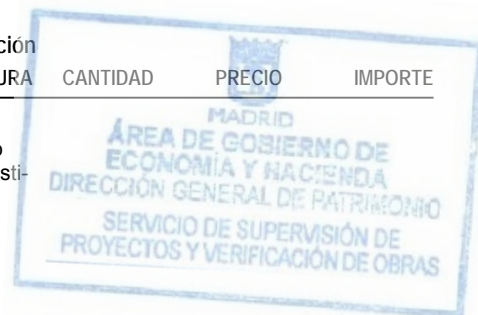 ción
URA CANTIDAD PRECIO IMPORTE
o
sti-
MADRID
ÁREA DE GOBIERNO DE
ECONOMÍA Y HACIENDA
DIRECCIÓN GENERAL DE PATRIMONIO
SERVICIO DE SUPERVISIÓN DE
PROYECTOS Y VERIFICACIÓN DE OBRAS